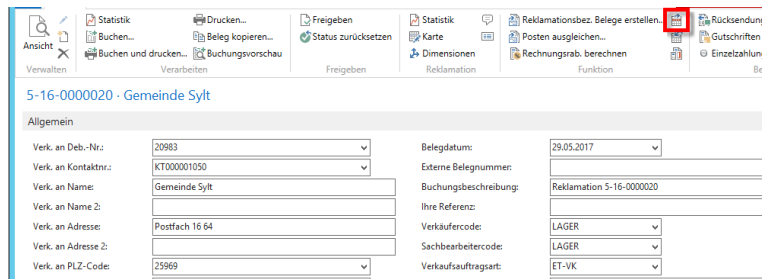 Ansicht
Statistik
Buchen...
Buchen und drucken...
Drucken...
Beleg kopieren...
Buchungsvorschau
Freigeben
Status zurücksetzen
Statistik
Karte
Dimensionen
Reklamationsbez. Belege erstellen...
Posten ausgleichen...
Rechnungsrab. berechnen
Rücksendung
Gutschriften
Einzelzahlun
Verwalten
Verarbeiten
Freigeben
Reklamation
Funktion
Be
5-16-0000020 · Gemeinde Sylt
Allgemein
Verk. an Deb.-Nr.: 20983
Verk. an Kontaktnr.: KT000001050
Verk. an Name: Gemeinde Sylt
Verk. an Name 2:
Verk. an Adresse: Postfach 16 64
Verk. an Adresse 2:
Verk. an PLZ-Code: 25969
Belegdatum: 29.05.2017
Externe Belegnummer:
Buchungsbeschreibung: Reklamation 5-16-0000020
Ihre Referenz:
Verkäufercode: LAGER
Sachbearbeitercode: LAGER
Verkaufsauftragsart: ET-VK